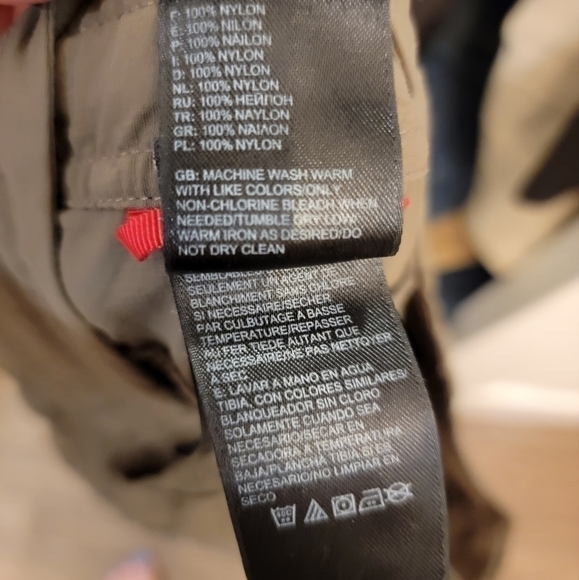 F: 100% NYLON
E: 100% NILON
P: 100% NAILON
I: 100% NYLON
D: 100% NYLON
NL: 100% NYLON
RU: 100% НЕЙЛОН
TR: 100% NAYLON
GR: 100% ΝΑΙΛΟΝ
PL: 100% NYLON
GB: MACHINE WASH WARM
WITH LIKE COLORS/ONLY
NON-CHLORINE BLEACH WHEN
NEEDED/TUMBLE DRY LOW/
WARM IRON AS DESIRED/DO
NOT DRY CLEAN
SEULEMENT UN AGENT DE
BLANCHIMENT SANS CHLORE
SI NECESSAIRE/SECHER
PAR CULBUTAGE A BASSE
TEMPERATURE/REPASSER
AU FER TIEDE AUTANT QUE
NECESSAIRE/NE PAS NETTOYER
A SEC
E: LAVAR A MANO EN AGUA
TIBIA, CON COLORES SIMILARES/
BLANQUEADOR SIN CLORO
SOLAMENTE CUANDO SEA
NECESARIO/SECAR EN
SECADORA A TEMPERATURA
BAJA/PLANCHA TIBIA SI ES
NECESARIO/NO LIMPIAR EN
SECO